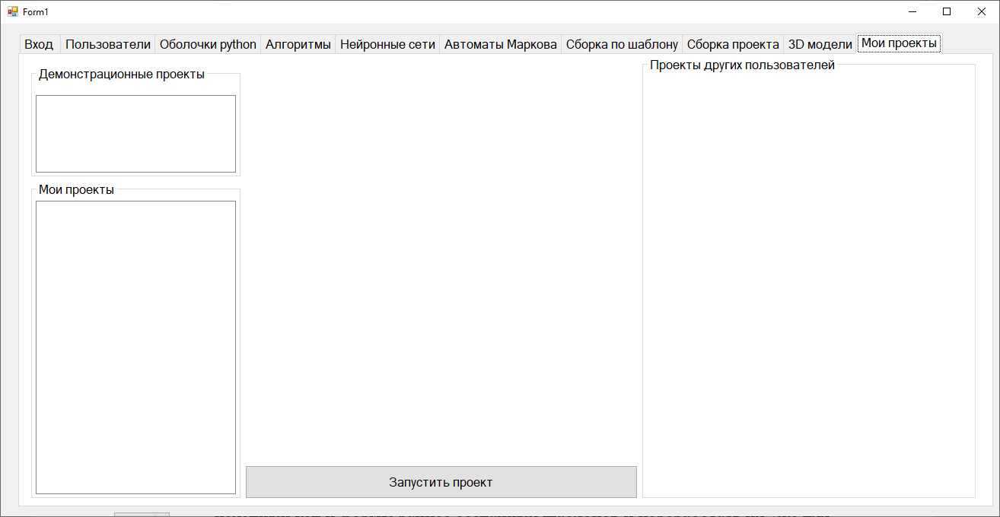 Form1
Вход Пользователи Оболочки python Алгоритмы Нейронные сети Автоматы Маркова Сборка по шаблону Сборка проекта 3D модели Мои проекты
Демонстрационные проекты
Проекты других пользователей
Мои проекты
Запустить проект